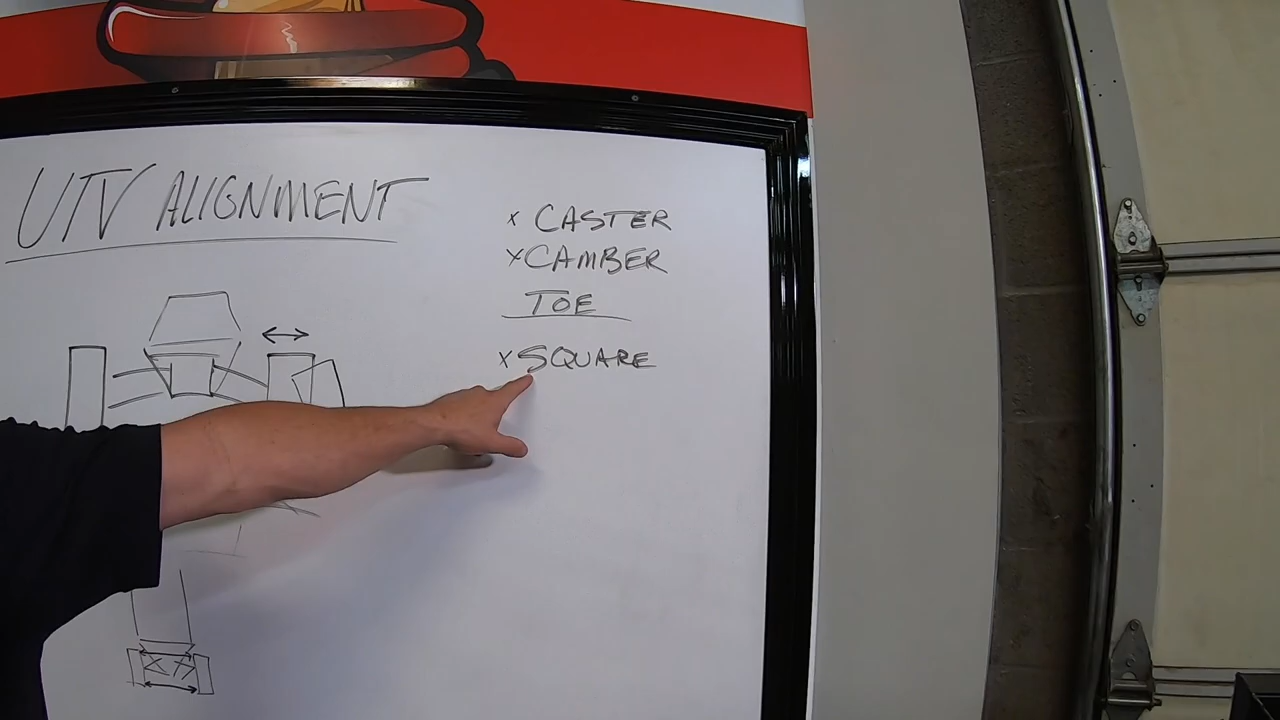 UTV ALIGNMENT
x CASTER
x CAMBER
TOE
x SQUARE